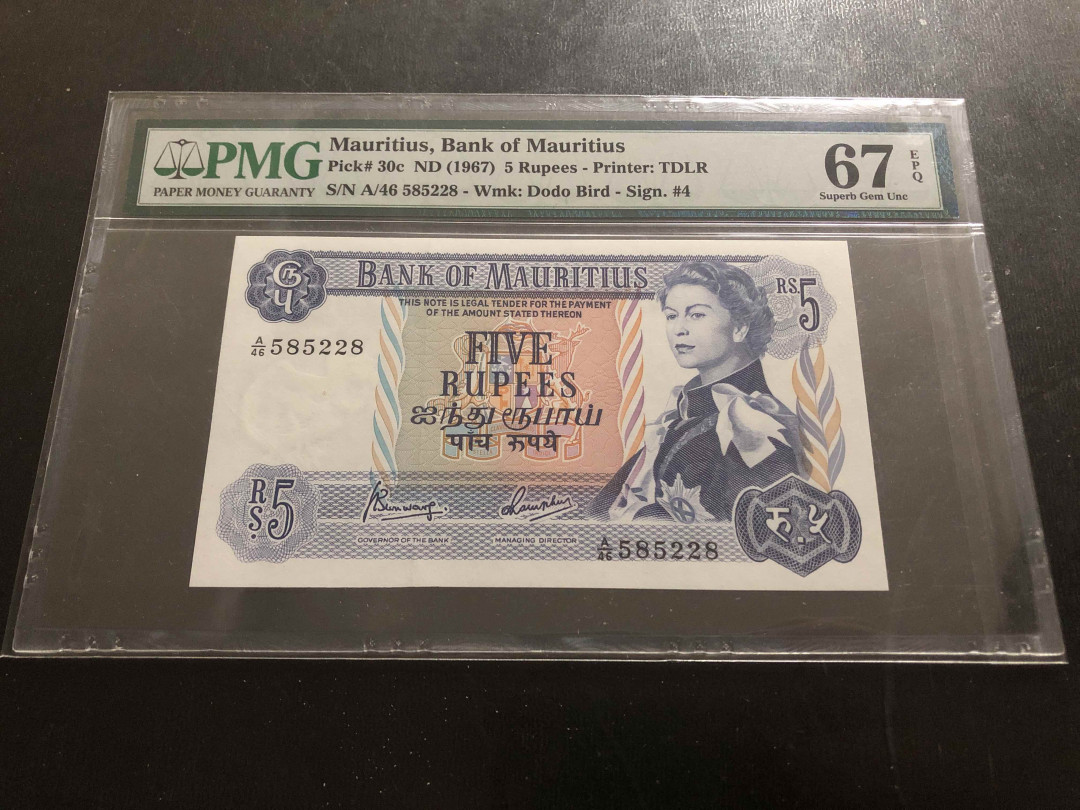 PMG
PAPER MONEY GUARANTY
Mauritius, Bank of Mauritius
Pick# 30c ND (1967) 5 Rupees - Printer: TDLR
S/N A/46 585228 - Wmk: Dodo Bird - Sign. #4
67 EPQ
Superb Gem Unc
BANK OF MAURITIUS
RS5
THIS NOTE IS LEGAL TENDER FOR THE PAYMENT
OF THE AMOUNT STATED THEREON
A/46 585228
FIVE
RUPEES
ஐந்து ரூபாய்
पाँच रूपये
RS.5
GOVERNOR OF THE BANK
MANAGING DIRECTOR
A/46 585228
रु.५